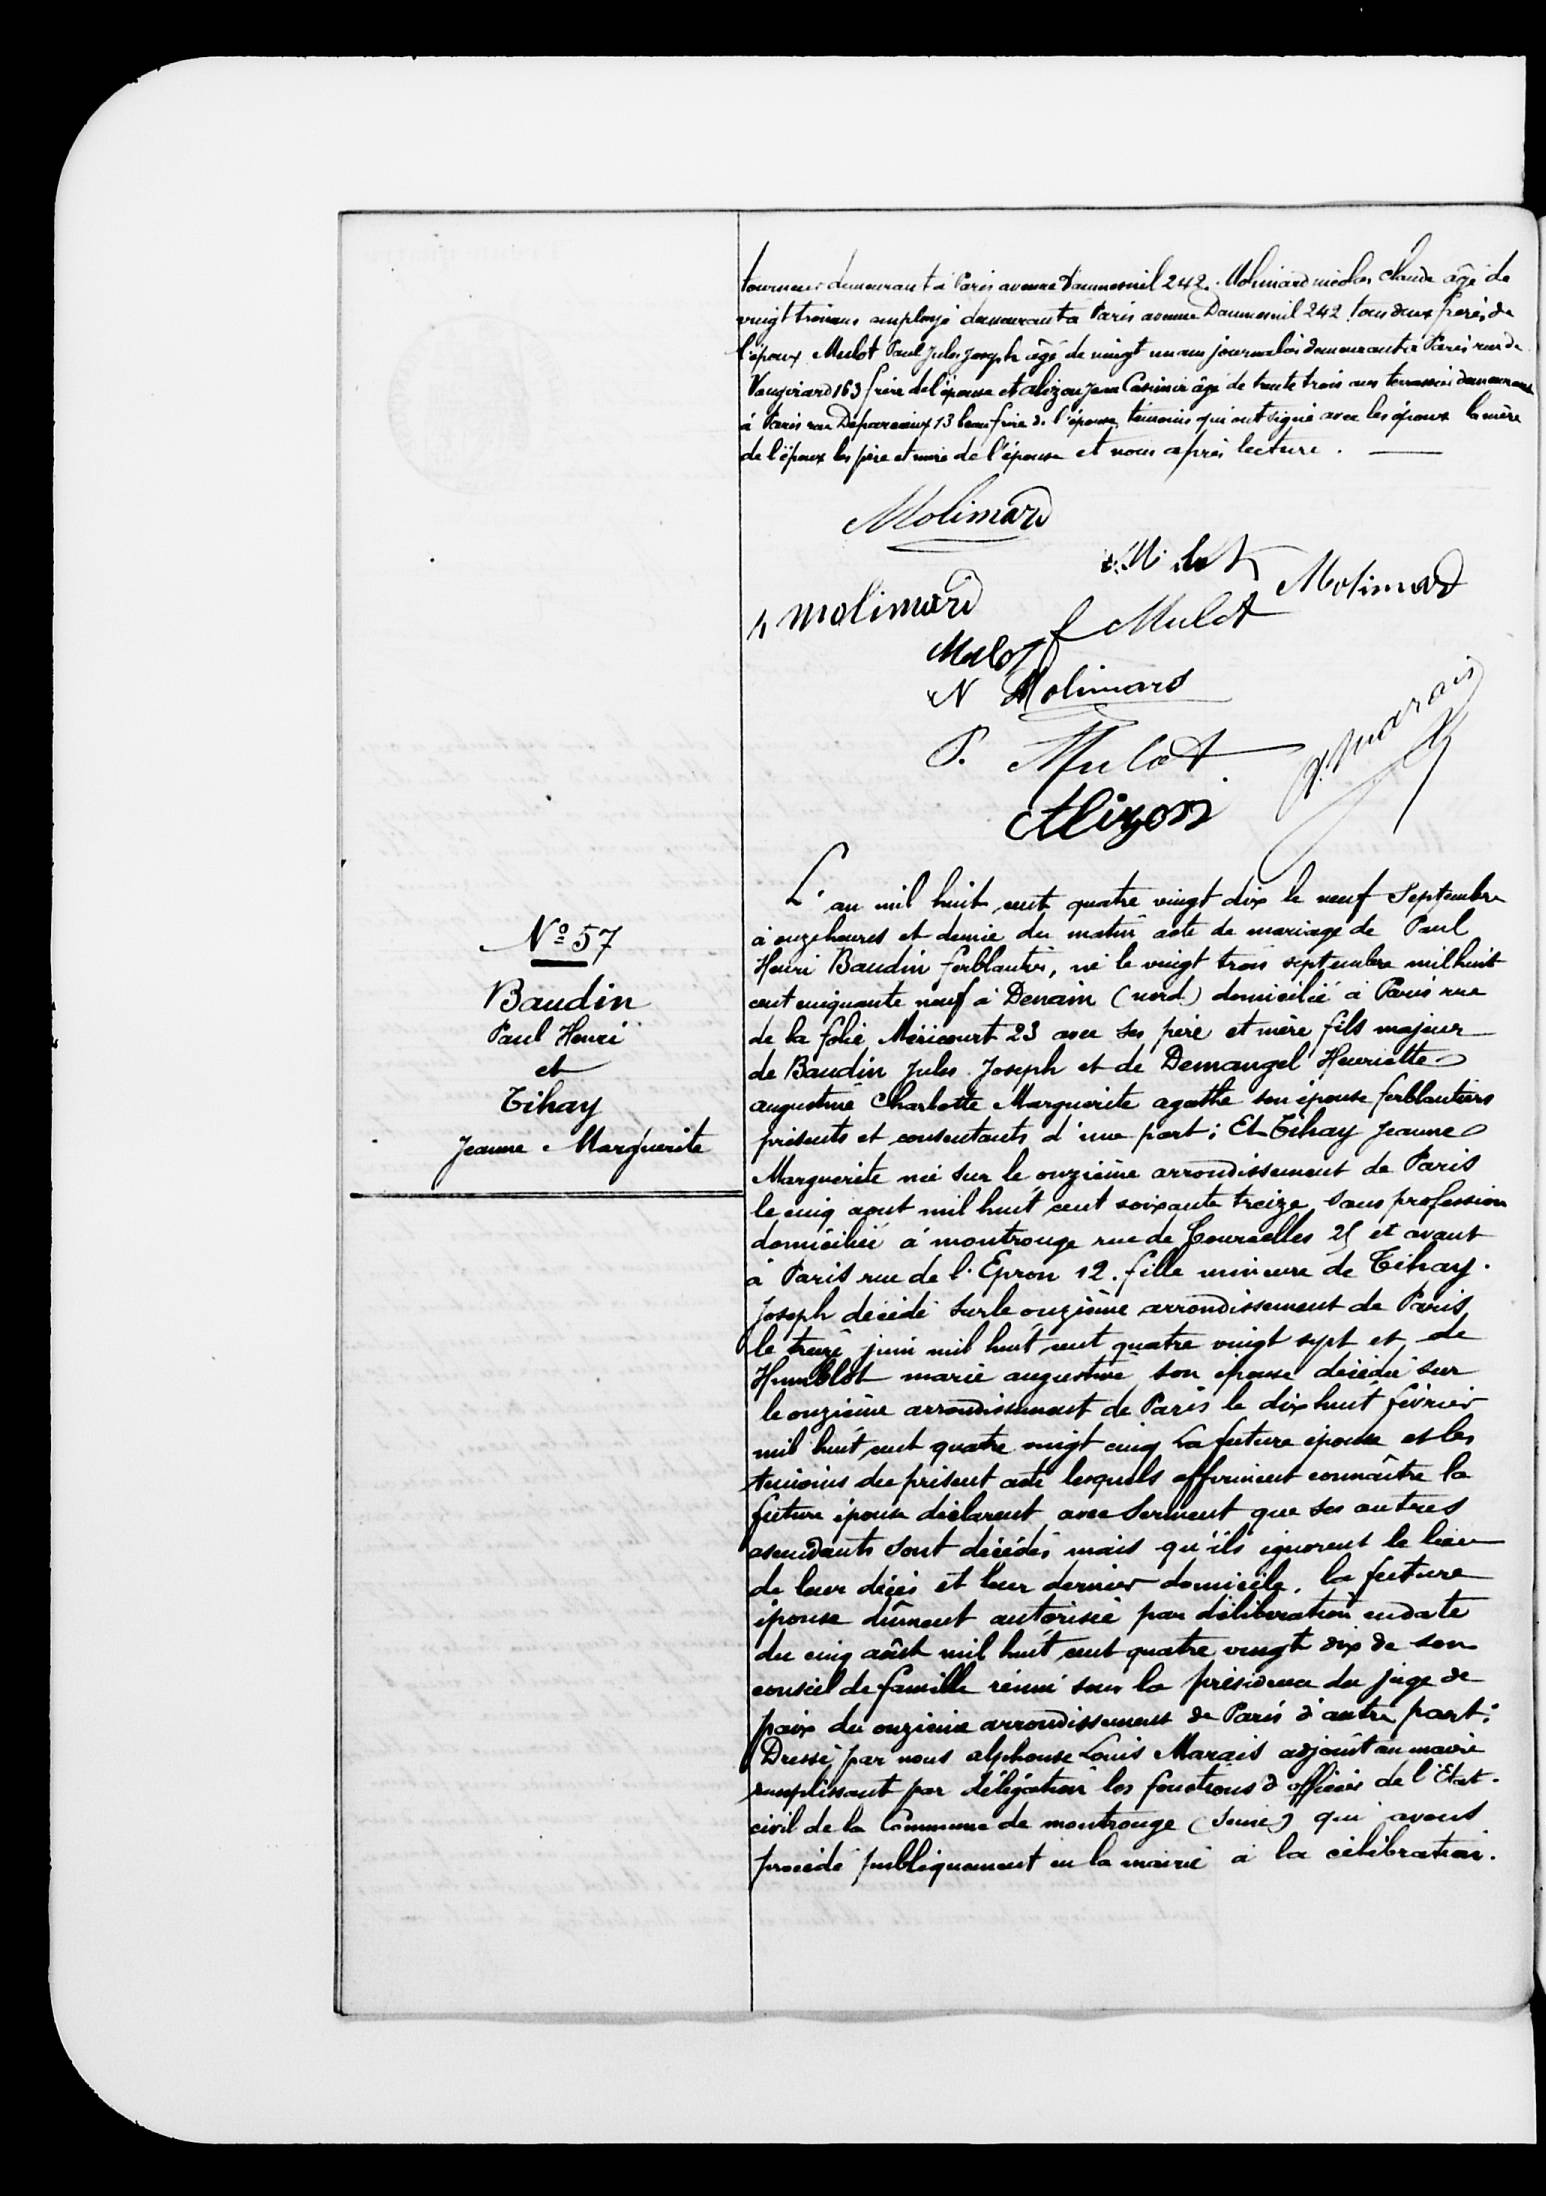 tourneur demeurant à Paris avenue Daumesnil 242. Molimard nicolas Claude âgé de
vingt trois ans employé demeurant à Paris avenue Daumesnil 242 tous deux frères de
l'époux Mulot Paul Jules Joseph âgé de vingt un ans journalier demeurant à Paris rue de
Vaugirard 163 frère de l'épouse et alizon Jean Casimir âgé de trente trois ans terrassier demeurant
à Paris rue Deparcieux 13 beau frère de l'épouse, témoins qui ont signé avec les époux la mère
de l'époux les père et mère de l'épouse et nous après lecture.
Molimard
Mulot
Molimard
Molimard
f Mulot
Mulot
N Molimard
P. Mulot
Marais
Alizon
L'an mil huit cent quatre vingt dix le neuf Septembre
à onze heures et demie du matin acte de mariage de Paul
Henri Baudin ferblantier, né le vingt trois septembre mil huit
cent cinquante neuf à Denain (nord) domicilié à Paris rue
de la folie Méricourt 23 avec ses père et mère fils majeur
de Baudin Jules Joseph et de Demangel Henriette
augustine Charlotte Marguerite agathe son épouse ferblantiers
présents et consentants d'une part; Et Tihay Jeanne
Marguerite née sur le onzième arrondissement de Paris
le cinq aout mil huit cent soixante treize, sans profession
domiciliée à montrouge rue de Courcelles 25 et avant
à Paris rue de l'Epron 12. fille mineure de Tihay.
Joseph décédé sur le onzième arrondissement de Paris
le treize juin mil huit cent quatre vingt sept et de
Humblot marie augustine son épouse décédée sur
le onzième arrondissement de Paris le dix huit février
mil huit cent quatre vingt cinq La future épouse et les
témoins du présent acte lesquels affirment connaître la
future épouse déclarent avec Serment que ses autres
ascendants sont décédés mais qu'ils ignorent le lieu
de leur décès et leur dernier domicile. la future
épouse dûment autorisée par délibération en date
du cinq août mil huit cent quatre vingt dix de son
conseil de famille réuni sous la présidence du juge de
paix du onzième arrondissement de Paris d'autre part:
Dressé par nous alphonse Louis Marais adjoint au maire
remplissant par délégation les fonctions d'officier de l'Etat-
civil de la Commune de montrouge (Seine) qui avons
procédé publiquement en la mairie à la célébration.
Nº 57
Baudin
Paul Henri
et
Tihay
Jeanne Marguerite